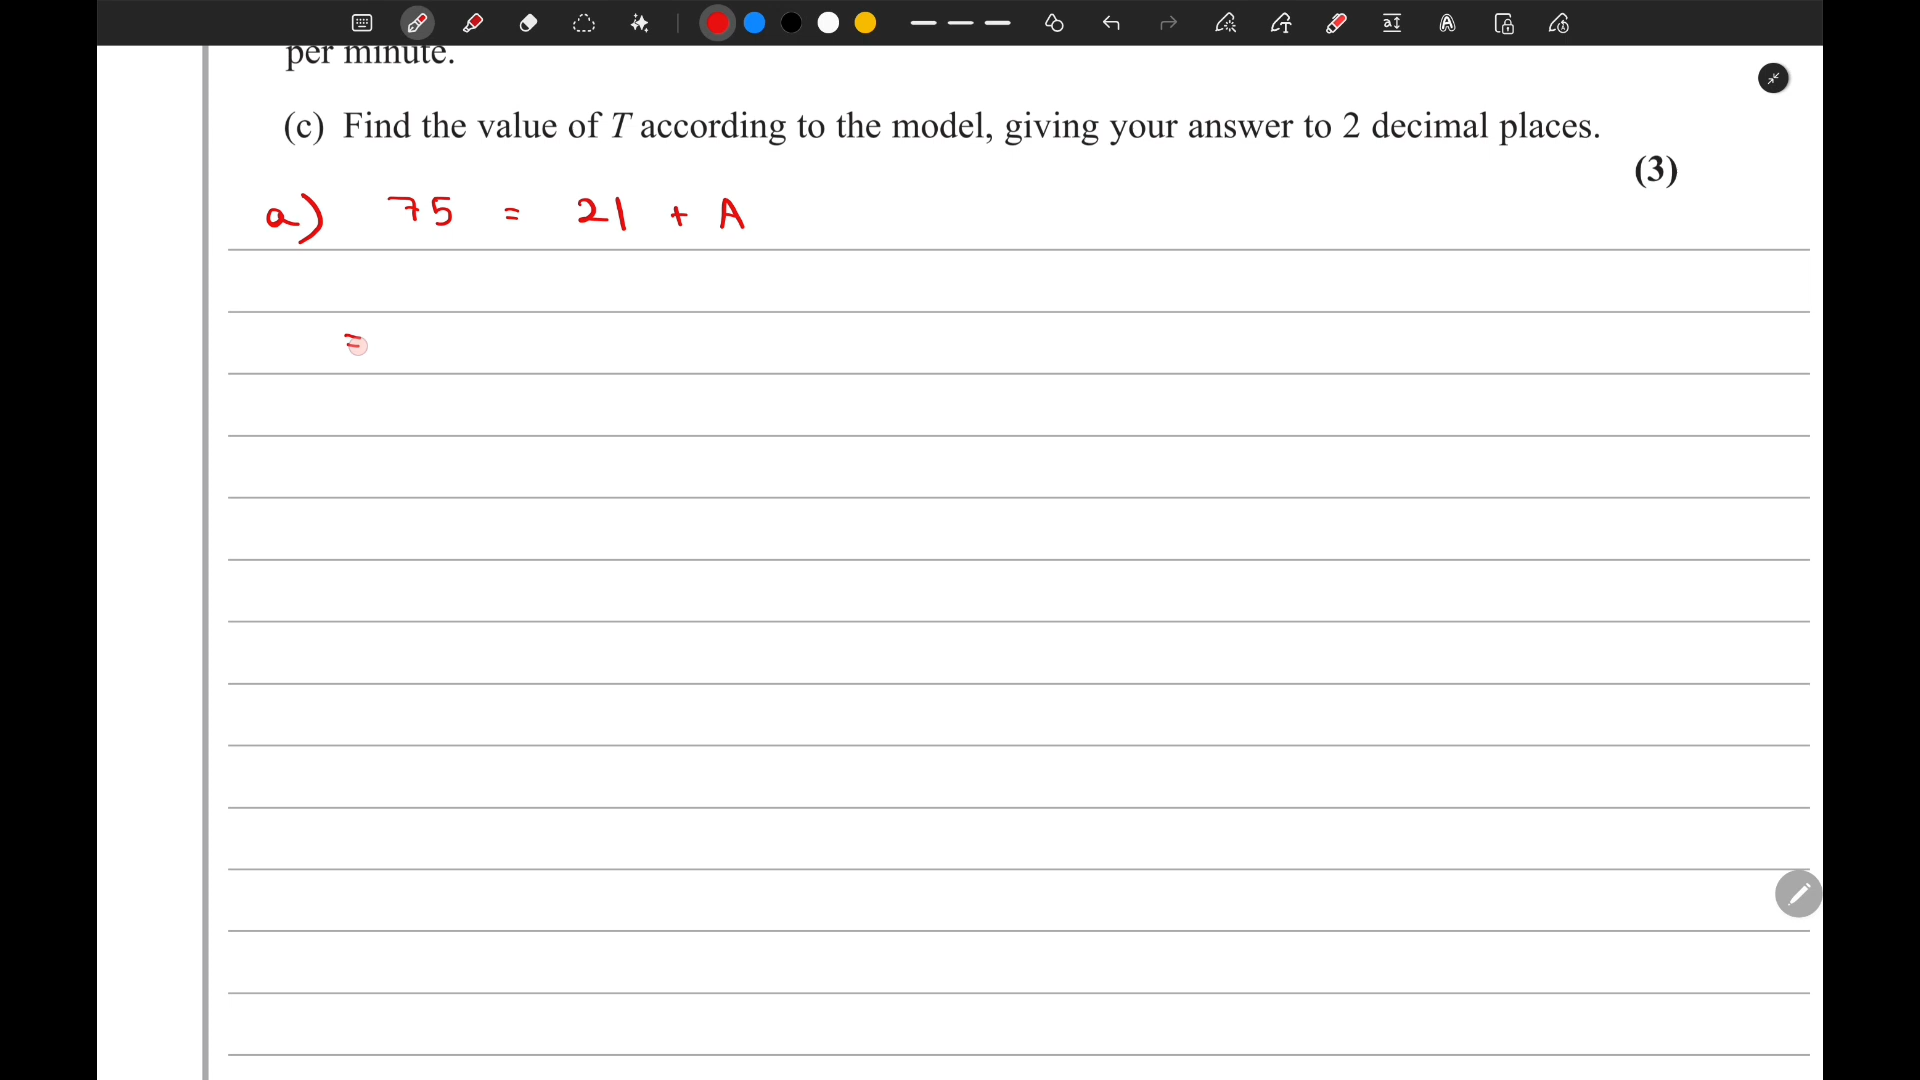 per minute.
(c) Find the value of T according to the model, giving your answer to 2 decimal places.
(3)
a) 75 = 21 + A
=